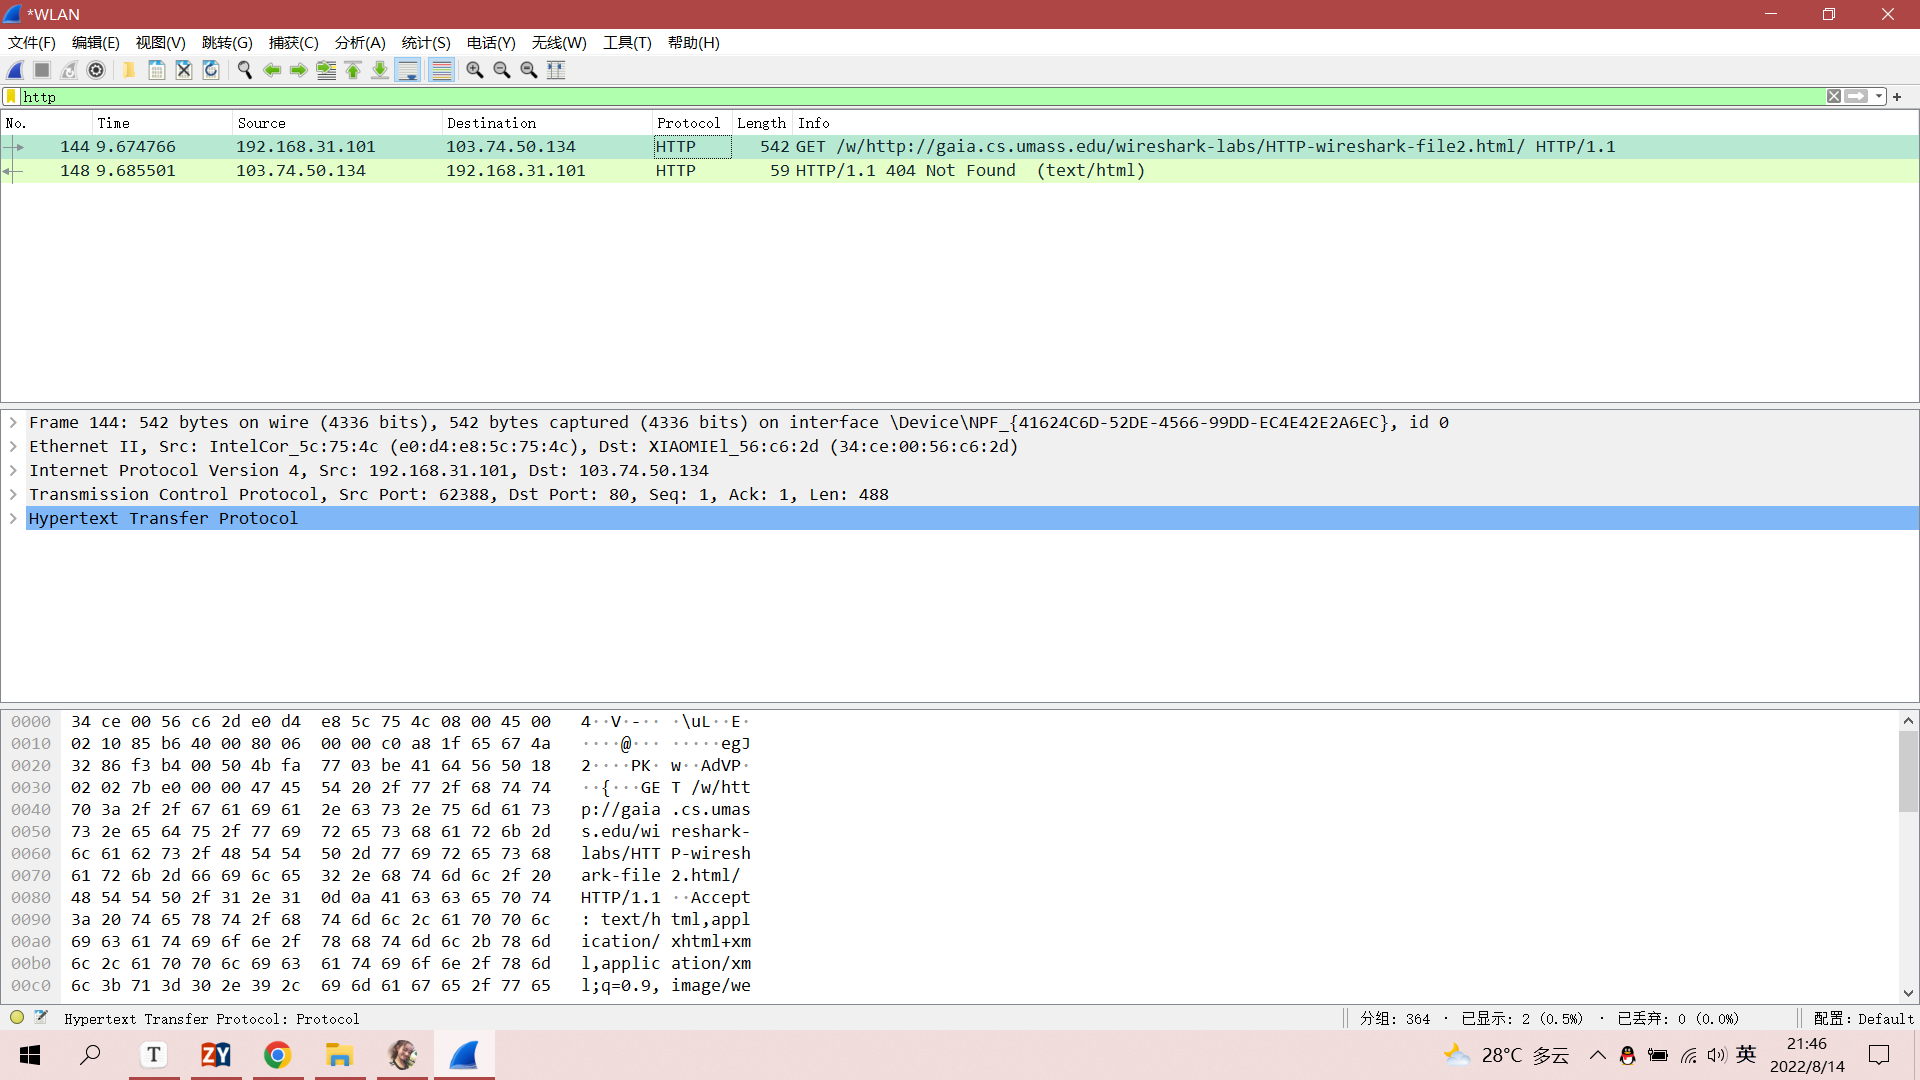 *WLAN
文件(F) 编辑(E) 视图(V) 跳转(G) 捕获(C) 分析(A) 统计(S) 电话(Y) 无线(W) 工具(T) 帮助(H)
http
No. Time Source Destination Protocol Length Info
144 9.674766 192.168.31.101 103.74.50.134 HTTP 542 GET /w/http://gaia.cs.umass.edu/wireshark-labs/HTTP-wireshark-file2.html/ HTTP/1.1
148 9.685501 103.74.50.134 192.168.31.101 HTTP 59 HTTP/1.1 404 Not Found  (text/html)
Frame 144: 542 bytes on wire (4336 bits), 542 bytes captured (4336 bits) on interface \Device\NPF_{41624C6D-52DE-4566-99DD-EC4E42E2A6EC}, id 0
Ethernet II, Src: IntelCor_5c:75:4c (e0:d4:e8:5c:75:4c), Dst: XIAOMIEl_56:c6:2d (34:ce:00:56:c6:2d)
Internet Protocol Version 4, Src: 192.168.31.101, Dst: 103.74.50.134
Transmission Control Protocol, Src Port: 62388, Dst Port: 80, Seq: 1, Ack: 1, Len: 488
Hypertext Transfer Protocol
0000 34 ce 00 56 c6 2d e0 d4 e8 5c 75 4c 08 00 45 00 4··V·-·· ·\uL··E·
0010 02 10 85 b6 40 00 80 06 00 00 c0 a8 1f 65 67 4a ····@··· ·····egJ
0020 32 86 f3 b4 00 50 4b fa 77 03 be 41 64 56 50 18 2····PK· w··AdVP·
0030 02 02 7b e0 00 00 47 45 54 20 2f 77 2f 68 74 74 ··{···GE T /w/htt
0040 70 3a 2f 2f 67 61 69 61 2e 63 73 2e 75 6d 61 73 p://gaia .cs.umas
0050 73 2e 65 64 75 2f 77 69 72 65 73 68 61 72 6b 2d s.edu/wi reshark-
0060 6c 61 62 73 2f 48 54 54 50 2d 77 69 72 65 73 68 labs/HTT P-wiresh
0070 61 72 6b 2d 66 69 6c 65 32 2e 68 74 6d 6c 2f 20 ark-file 2.html/
0080 48 54 54 50 2f 31 2e 31 0d 0a 41 63 63 65 70 74 HTTP/1.1 ··Accept
0090 3a 20 74 65 78 74 2f 68 74 6d 6c 2c 61 70 70 6c : text/h tml,appl
00a0 69 63 61 74 69 6f 6e 2f 78 68 74 6d 6c 2b 78 6d ication/ xhtml+xm
00b0 6c 2c 61 70 70 6c 69 63 61 74 69 6f 6e 2f 78 6d l,applic ation/xm
00c0 6c 3b 71 3d 30 2e 39 2c 69 6d 61 67 65 2f 77 65 l;q=0.9, image/we
Hypertext Transfer Protocol: Protocol 分组: 364 · 已显示: 2 (0.5%) · 已丢弃: 0 (0.0%) 配置: Default
T ZY 28°C 多云 英 21:46
2022/8/14